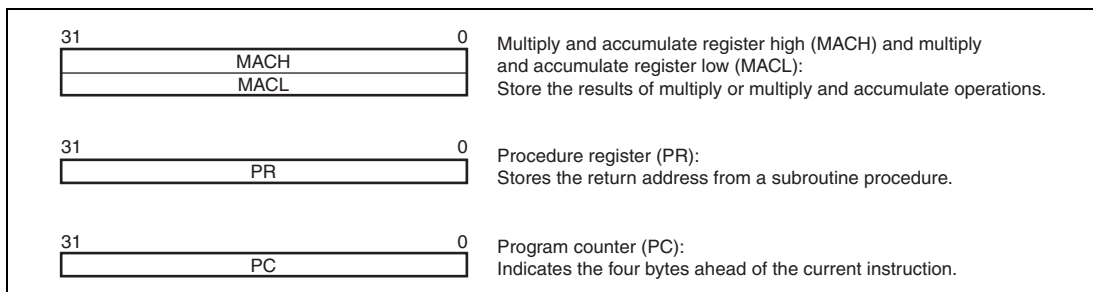 31 0
MACH
MACL
Multiply and accumulate register high (MACH) and multiply
and accumulate register low (MACL):
Store the results of multiply or multiply and accumulate operations.
31 0
PR
Procedure register (PR):
Stores the return address from a subroutine procedure.
31 0
PC
Program counter (PC):
Indicates the four bytes ahead of the current instruction.